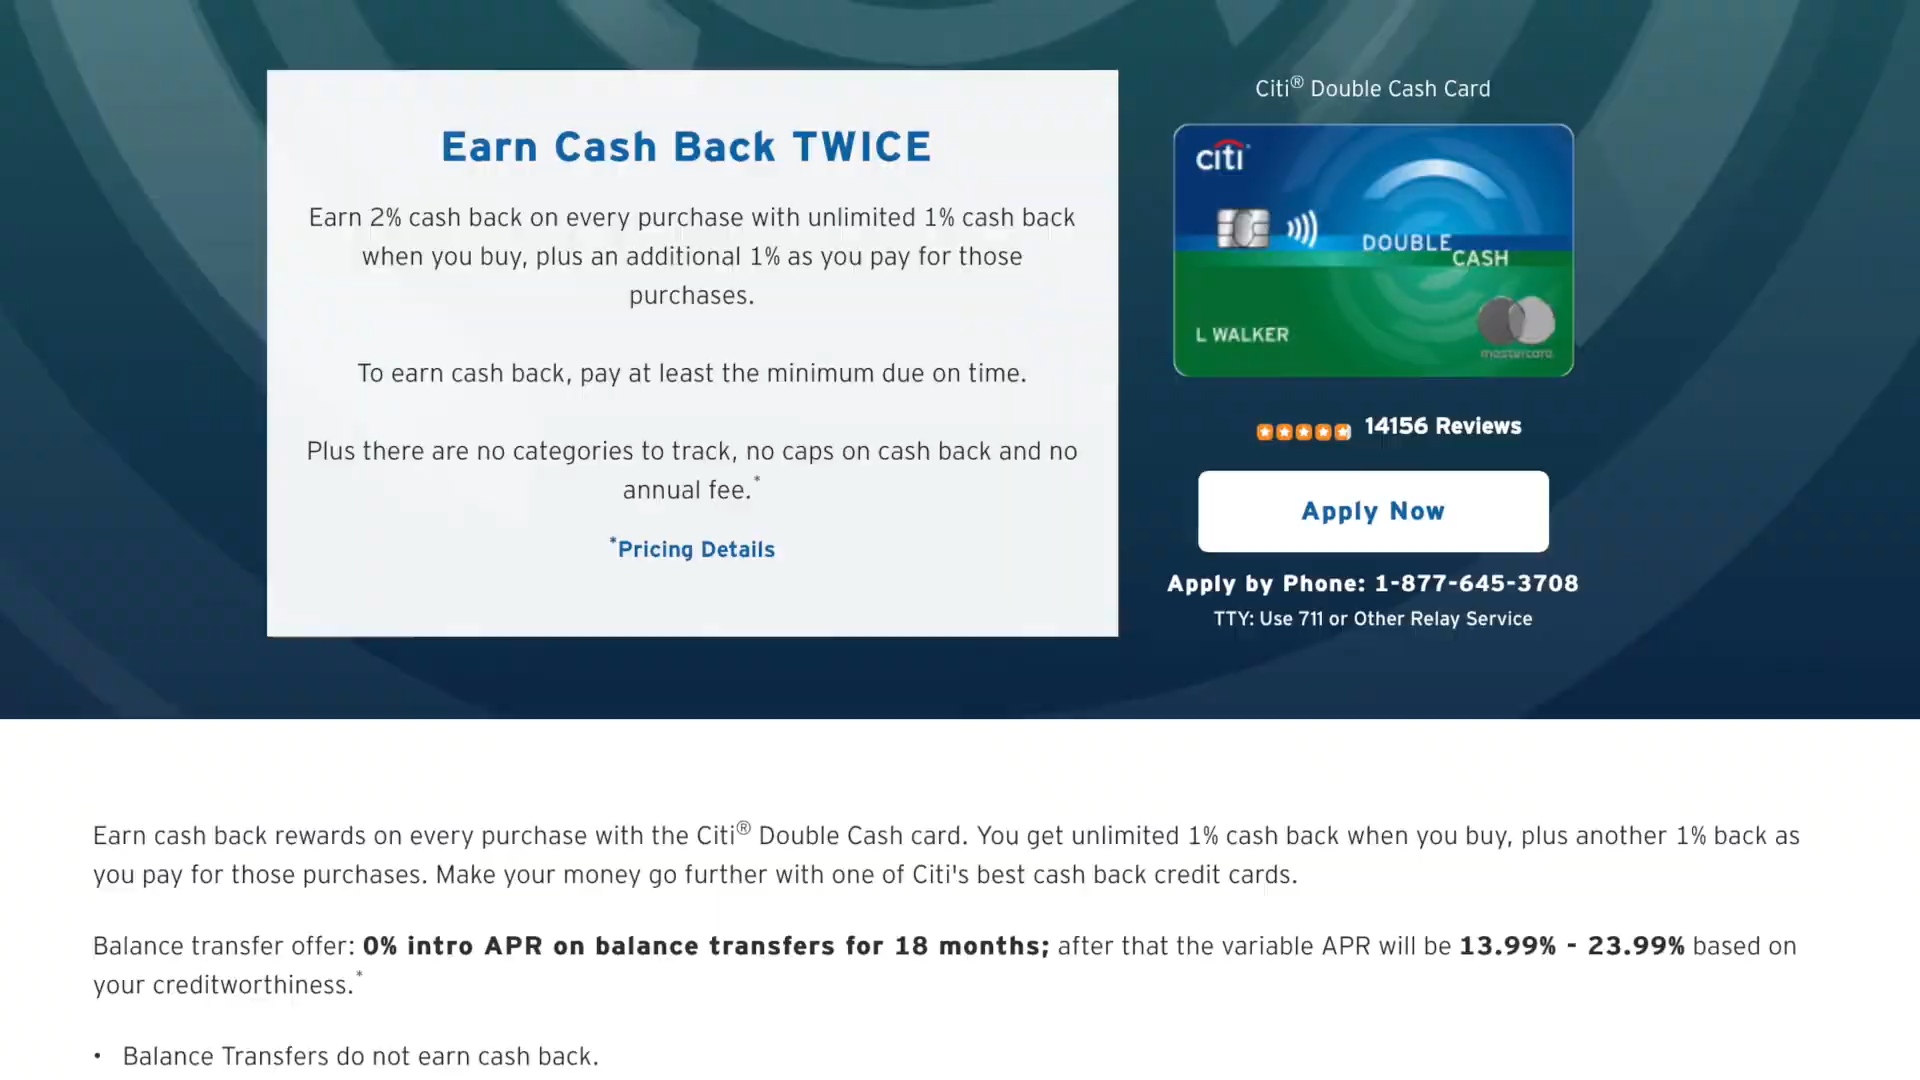 Citi® Double Cash Card
Earn Cash Back TWICE
Earn 2% cash back on every purchase with unlimited 1% cash back
when you buy, plus an additional 1% as you pay for those
purchases.
To earn cash back, pay at least the minimum due on time.
Plus there are no categories to track, no caps on cash back and no
annual fee.*
*Pricing Details
citi
DOUBLE
CASH
L WALKER
mastercard
14156 Reviews
Apply Now
Apply by Phone: 1-877-645-3708
TTY: Use 711 or Other Relay Service
Earn cash back rewards on every purchase with the Citi® Double Cash card. You get unlimited 1% cash back when you buy, plus another 1% back as
you pay for those purchases. Make your money go further with one of Citi's best cash back credit cards.
Balance transfer offer: 0% intro APR on balance transfers for 18 months; after that the variable APR will be 13.99% - 23.99% based on
your creditworthiness.*
• Balance Transfers do not earn cash back.